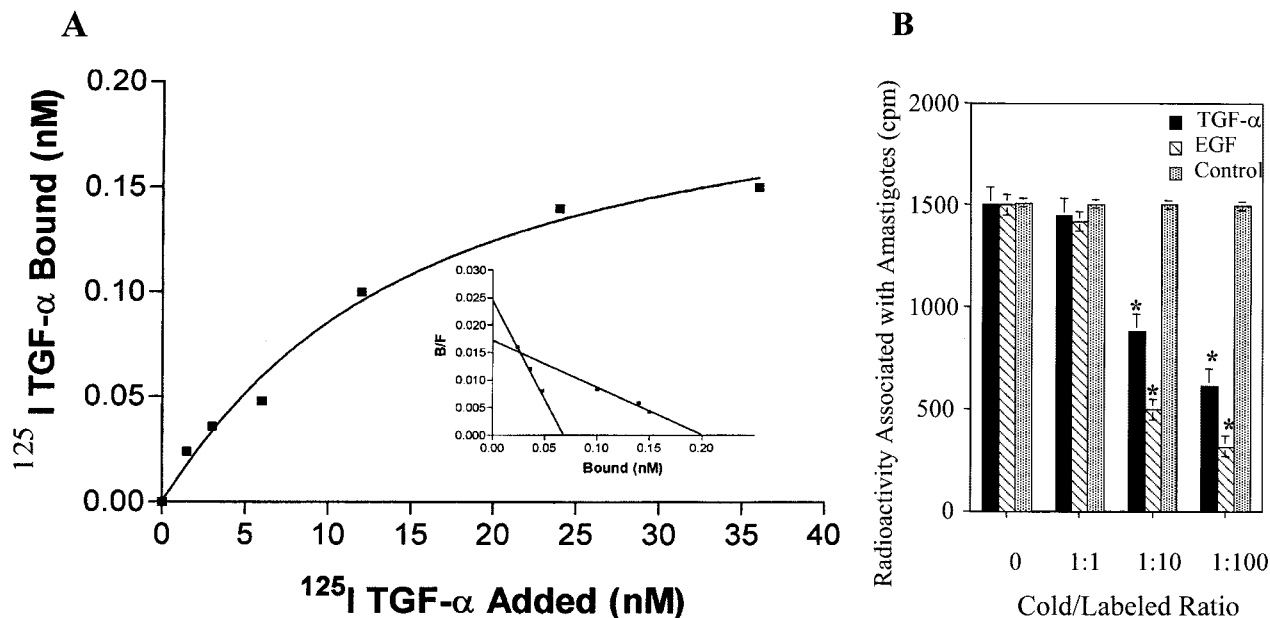 A
¹²⁵I TGF-α Bound (nM)
0.20
0.15
0.10
0.05
0.00
0 5 10 15 20 25 30 35 40
¹²⁵I TGF-α Added (nM)
B/F
0.030
0.025
0.020
0.015
0.010
0.005
0.000
0.00 0.05 0.10 0.15 0.20
Bound (nM)
B
Radioactivity Associated with Amastigotes (cpm)
2000
1500
1000
500
0
TGF-α
EGF
Control
* * * *
0 1:1 1:10 1:100
Cold/Labeled Ratio